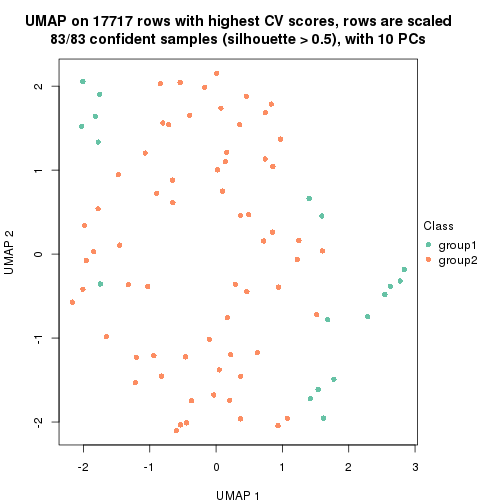 UMAP on 17717 rows with highest CV scores, rows are scaled
83/83 confident samples (silhouette > 0.5), with 10 PCs
2
1
0
-1
-2
UMAP 2
-2
-1
0
1
2
3
UMAP 1
Class
group1
group2